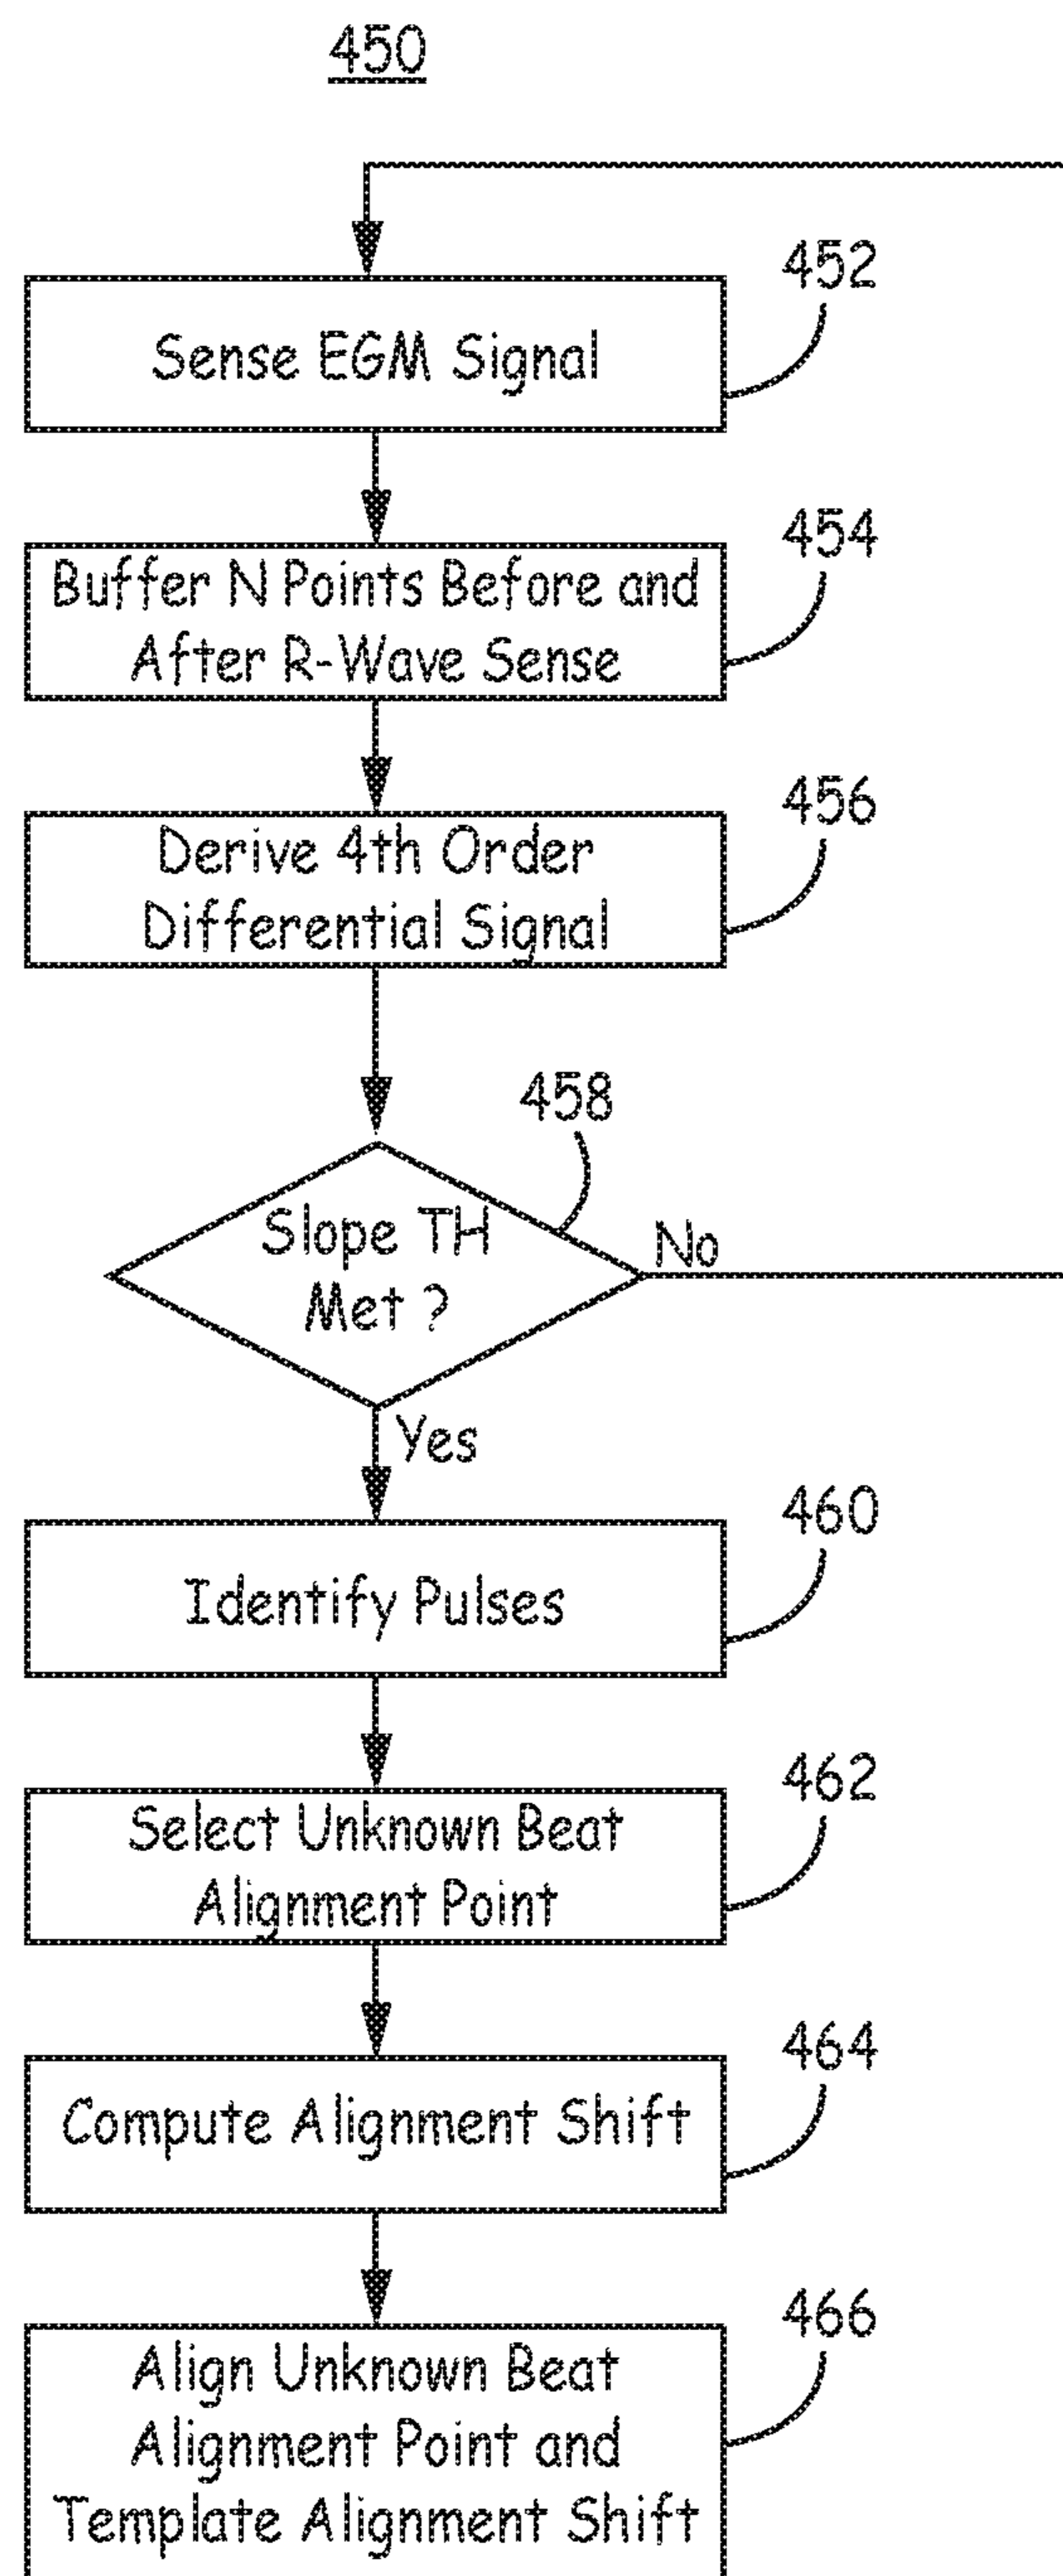 450
452
Sense EGM Signal
454
Buffer N Points Before and
After R-Wave Sense
456
Derive 4th Order
Differential Signal
458
Slope TH
Met ?
No
Yes
460
Identify Pulses
462
Select Unknown Beat
Alignment Point
464
Compute Alignment Shift
466
Align Unknown Beat
Alignment Point and
Template Alignment Shift